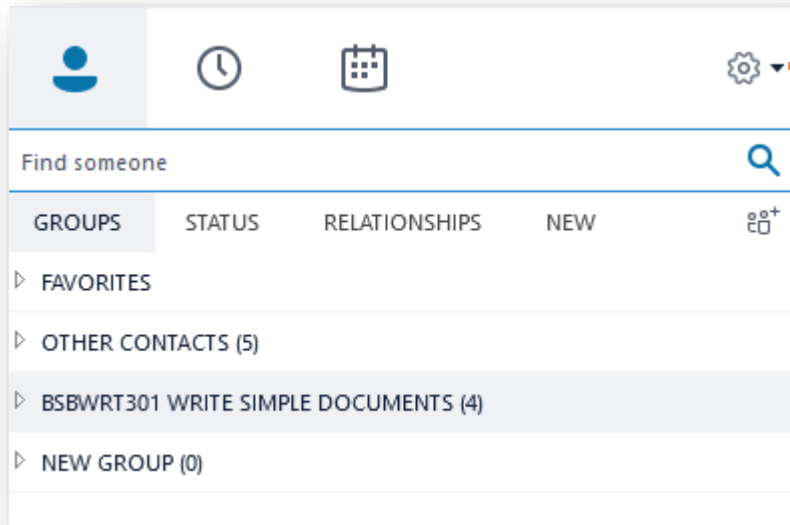 Find someone
GROUPS STATUS RELATIONSHIPS NEW
FAVORITES
OTHER CONTACTS (5)
BSBWRT301 WRITE SIMPLE DOCUMENTS (4)
NEW GROUP (0)